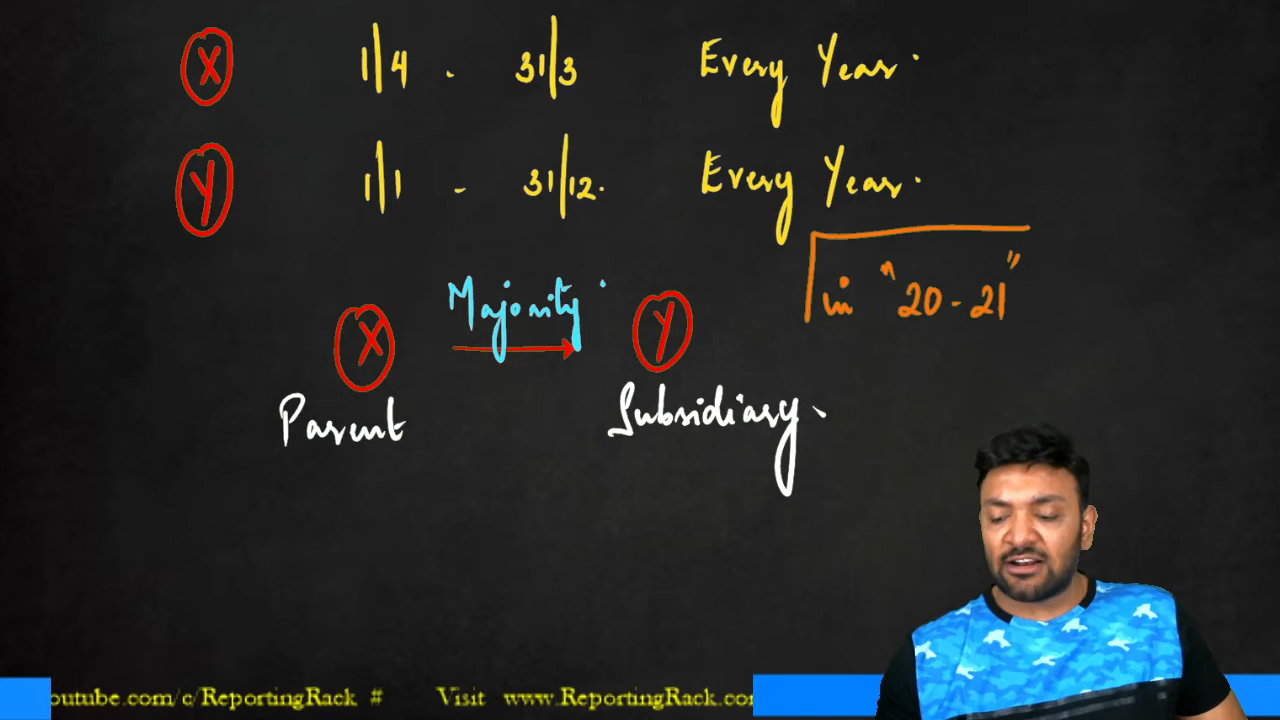 X 1/4 - 31/3 Every Year.
Y 1/1 - 31/12. Every Year.
in "20-21"
X Majority Y
Parent Subsidiary
outube.com/c/ReportingRack # Visit www.ReportingRack.co